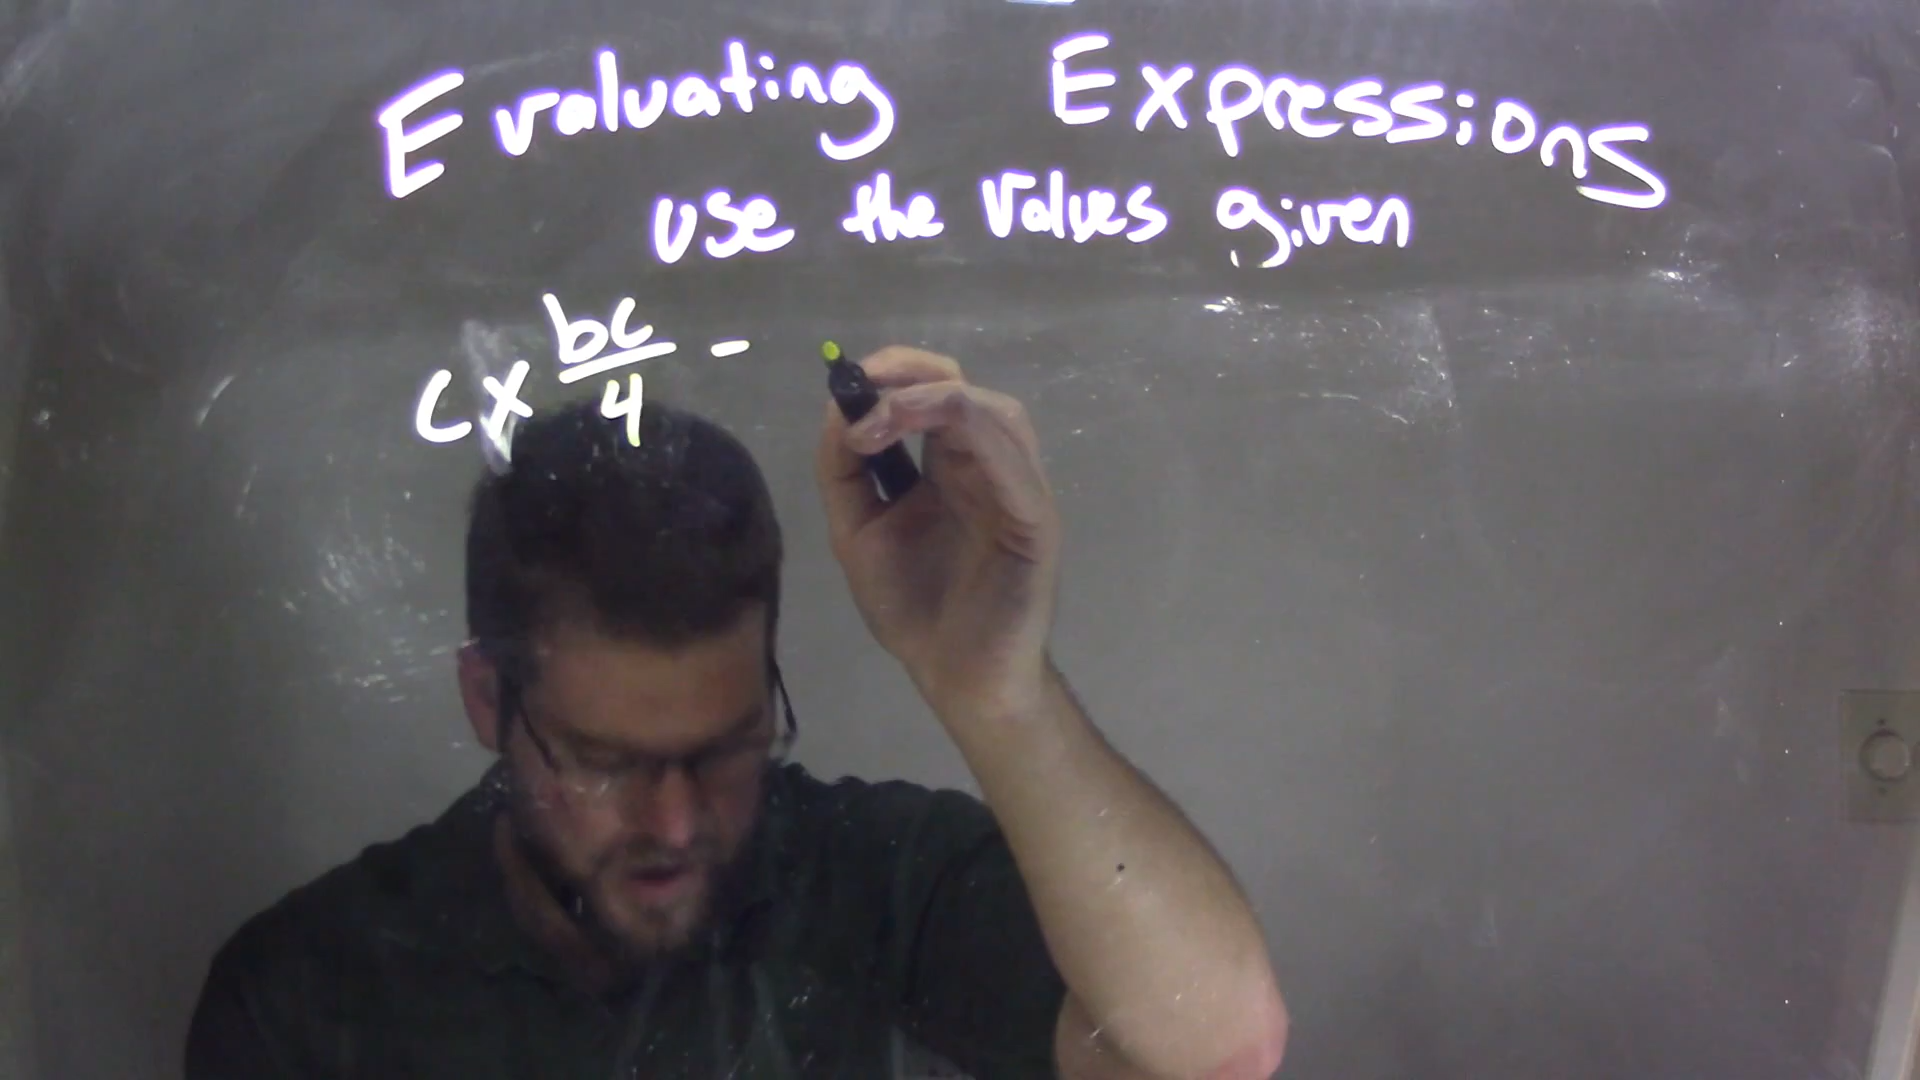 Evaluating Expressions
use the values given
c x bc/4 -